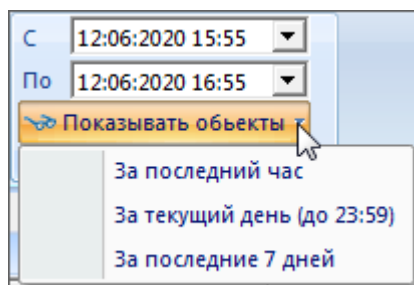 С 12:06:2020 15:55
По 12:06:2020 16:55
Показывать обьекты
За последний час
За текущий день (до 23:59)
За последние 7 дней